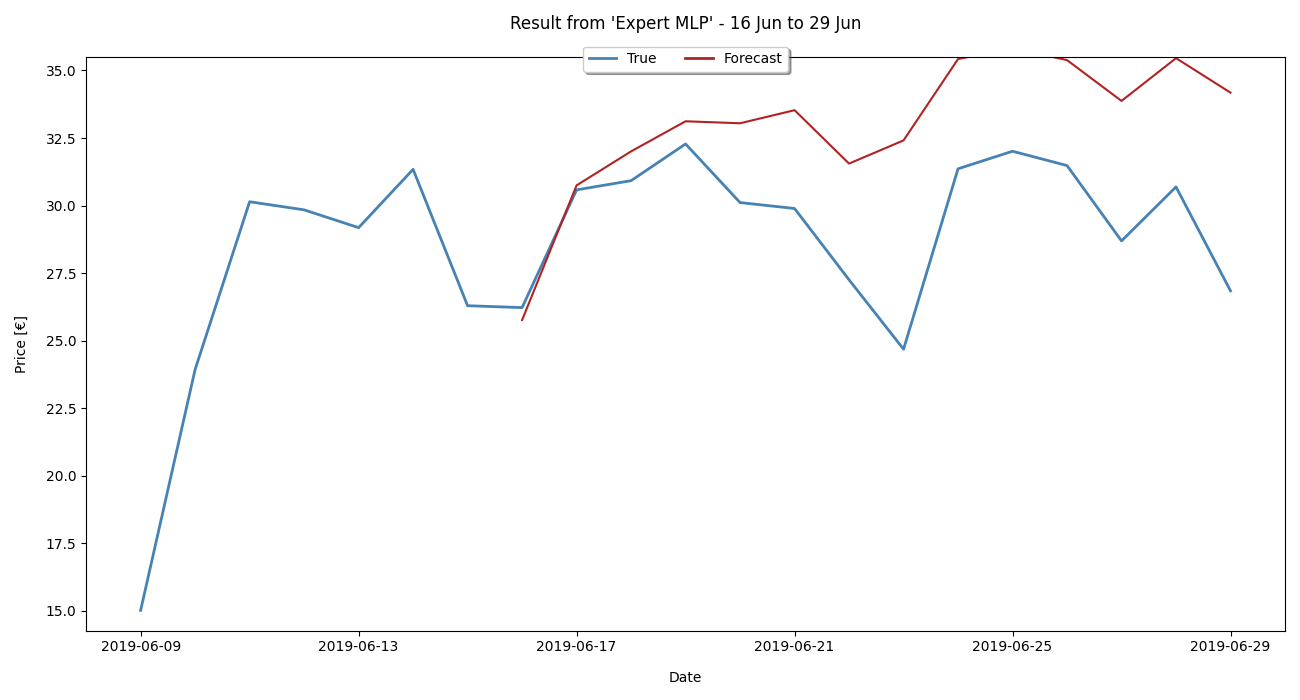 Result from 'Expert MLP' - 16 Jun to 29 Jun
True Forecast
35.0
32.5
30.0
27.5
25.0
22.5
20.0
17.5
15.0
Price [€]
2019-06-09 2019-06-13 2019-06-17 2019-06-21 2019-06-25 2019-06-29
Date